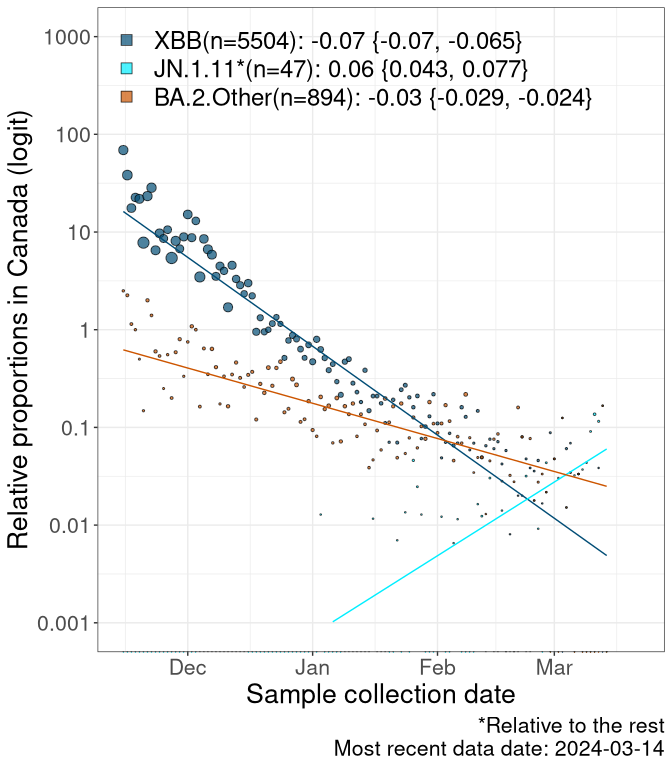 1000
100
10
1
0.1
0.01
0.001
Relative proportions in Canada (logit)
XBB(n=5504): -0.07 {-0.07, -0.065}
JN.1.11*(n=47): 0.06 {0.043, 0.077}
BA.2.Other(n=894): -0.03 {-0.029, -0.024}
Dec Jan Feb Mar
Sample collection date
*Relative to the rest
Most recent data date: 2024-03-14